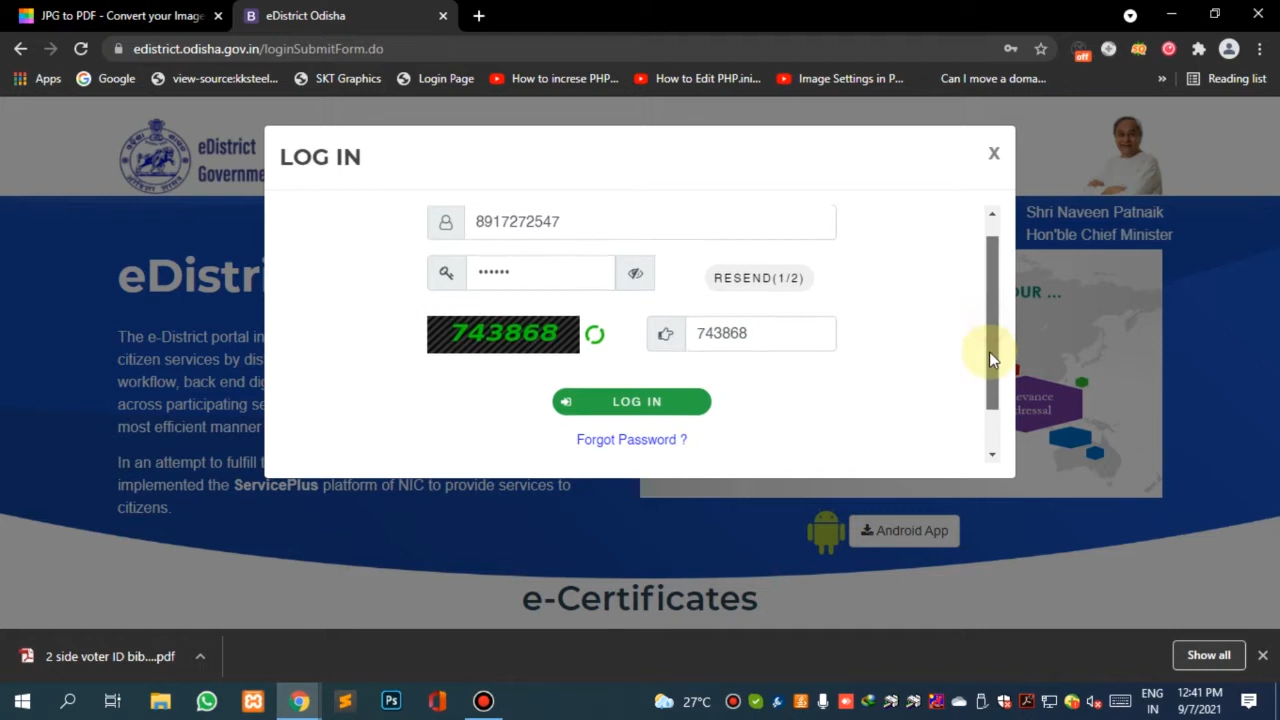 JPG to PDF - Convert your Image
eDistrict Odisha
edistrict.odisha.gov.in/loginSubmitForm.do
off
Apps
Google
view-source:kksteel...
SKT Graphics
Login Page
How to increse PHP...
How to Edit PHP.ini...
Image Settings in P...
Can I move a doma...
»
Reading list
eDistrict
Governme
LOG IN
X
8917272547
••••••
RESEND(1/2)
743868
743868
LOG IN
Forgot Password ?
Shri Naveen Patnaik
Hon'ble Chief Minister
eDistri
OUR ...
The e-District portal in
citizen services by dis
workflow, back end dig
across participating se
most efficient manner
In an attempt to fulfill t
implemented the ServicePlus platform of NIC to provide services to
citizens.
evance
dressal
Android App
e-Certificates
2 side voter ID bib....pdf
Show all
Ps
27°C
ENG
IN
12:41 PM
9/7/2021